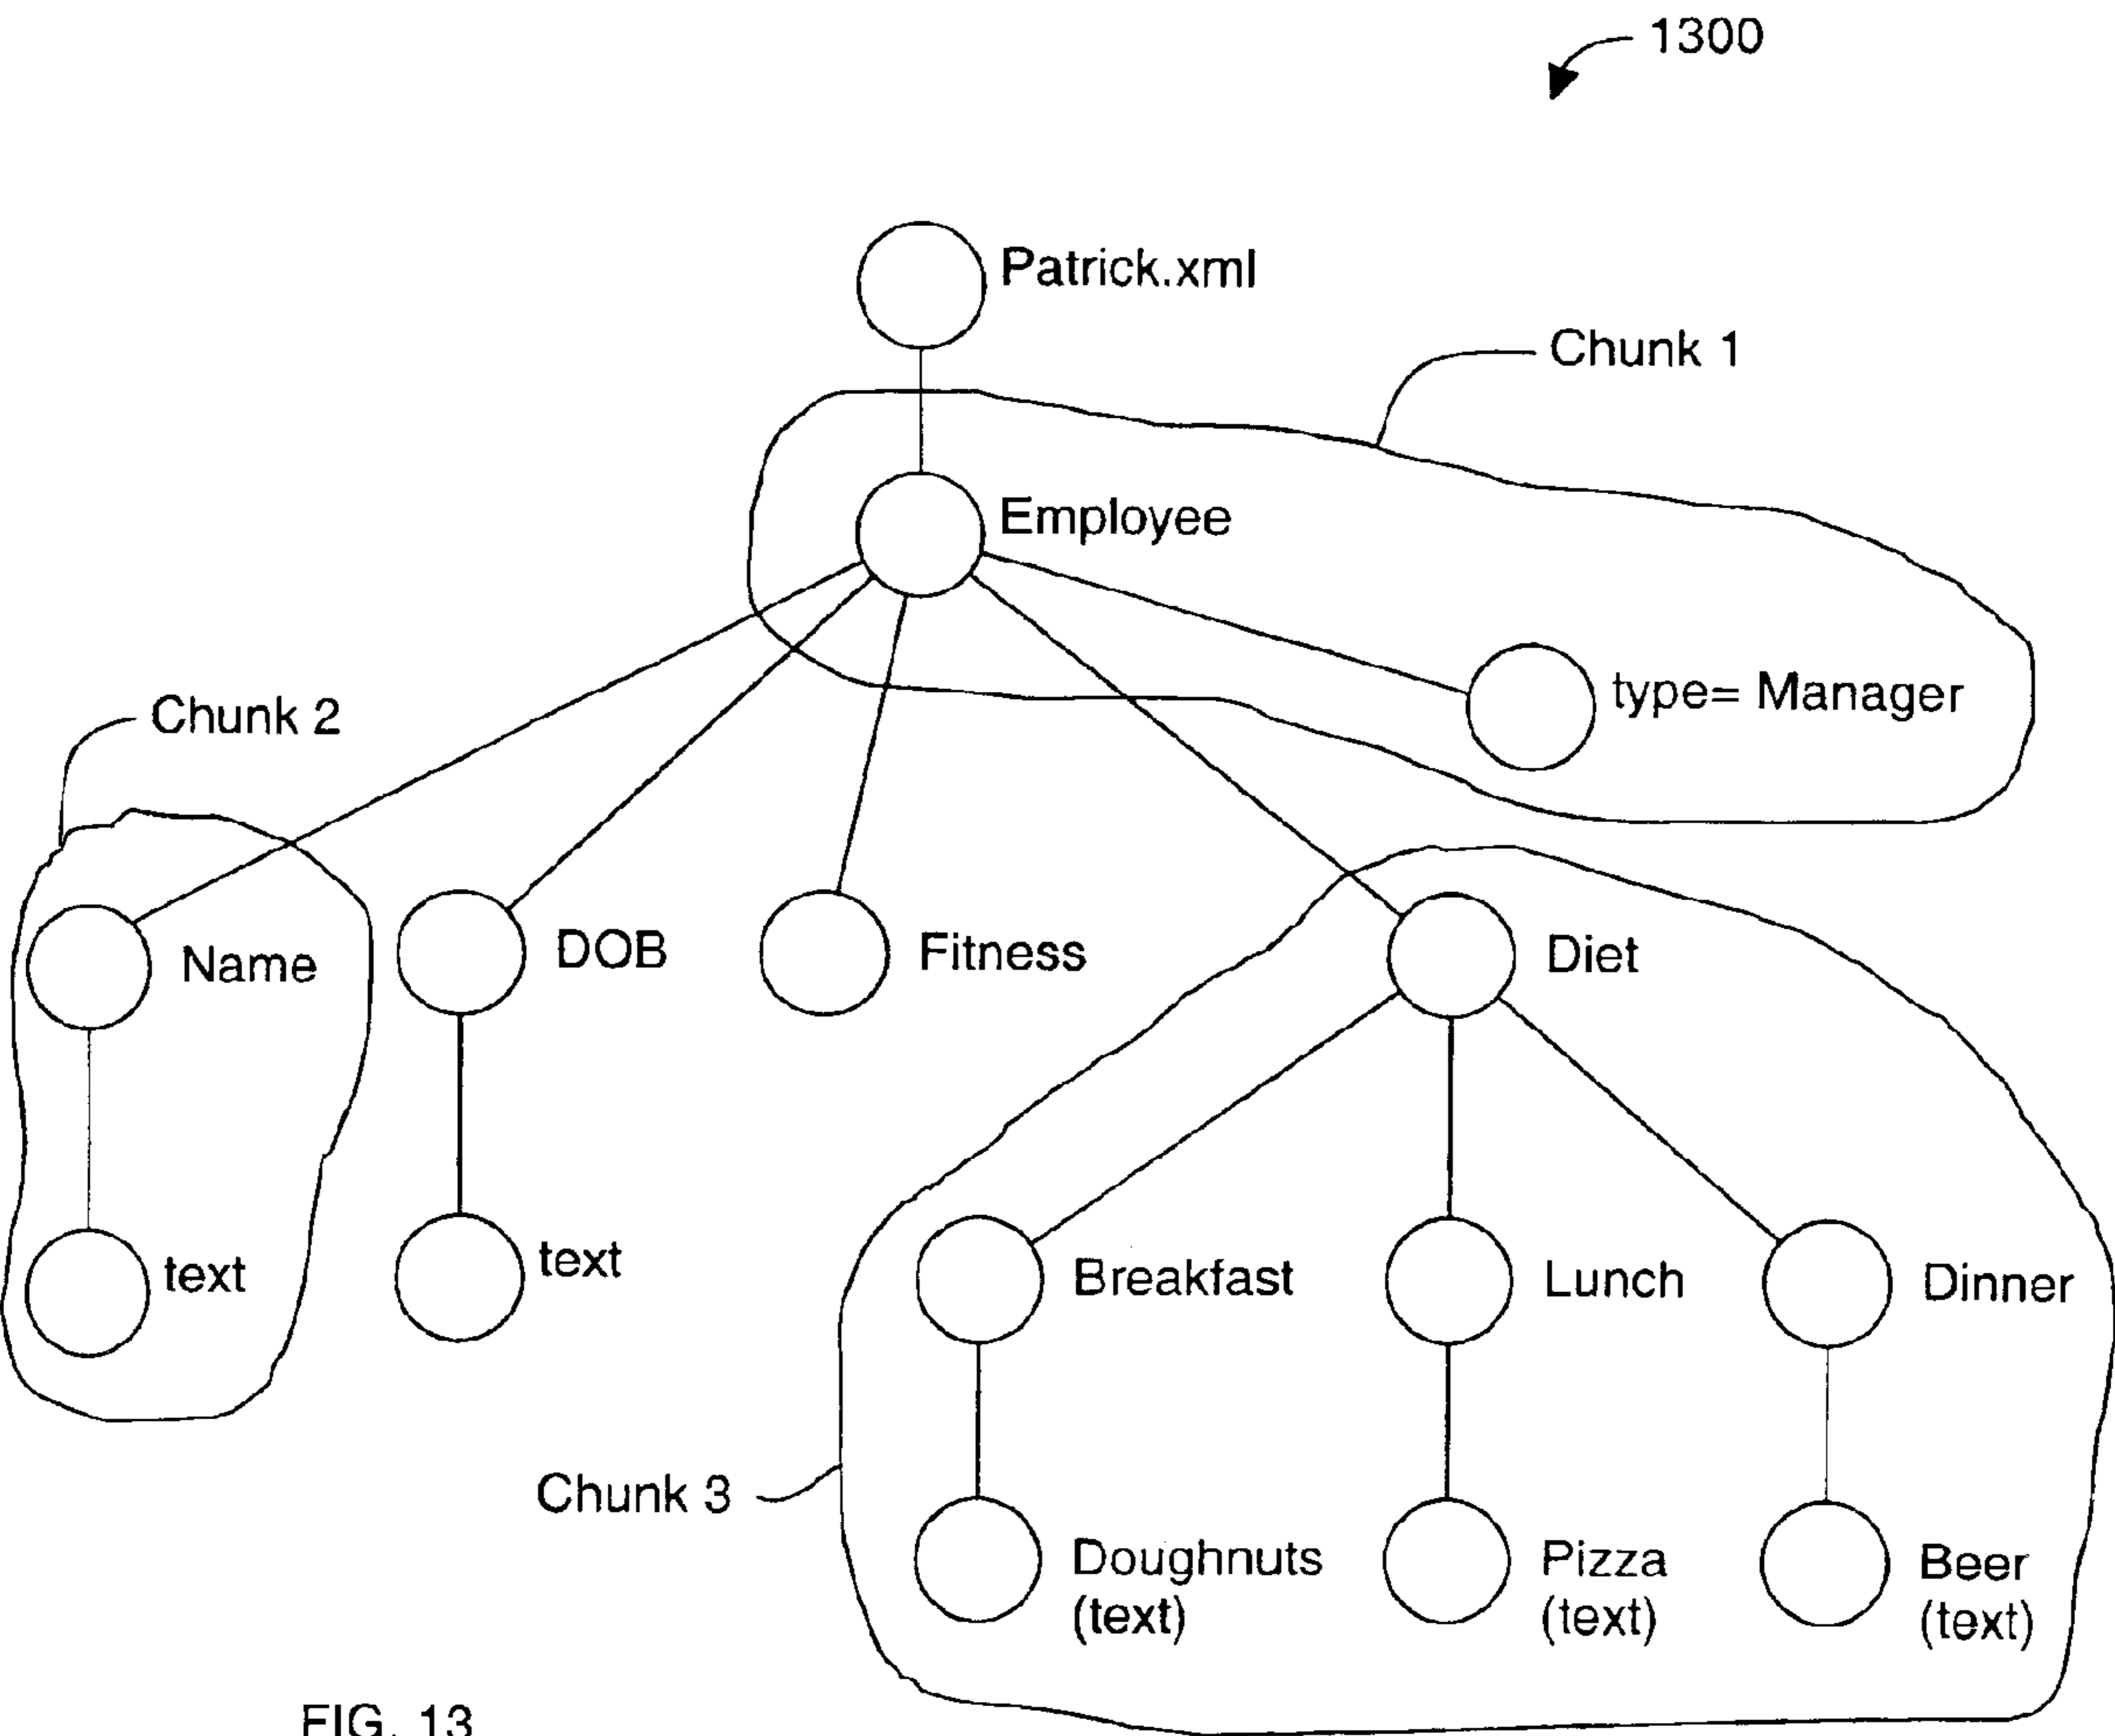 1300
Patrick.xml
Chunk 1
Employee
type= Manager
Chunk 2
Name
DOB
Fitness
Diet
text
text
Breakfast
Lunch
Dinner
Chunk 3
Doughnuts
(text)
Pizza
(text)
Beer
(text)
FIG. 13